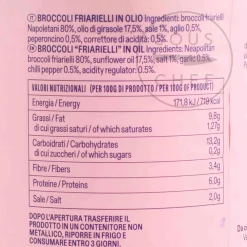 BROCCOLI FRIARIELLI IN OLIO Ingredienti: broccoli friarielli
Napoletani 80%, olio di girasole 17,5%, sale 1%, aglio 0,5%,
peperoncino 0,5%, correttore di acidità: 0,5%.
BROCCOLI "FRIARIELLI" IN OIL Ingredients: Neapolitan
broccoli friarielli 80%, sunflower oil 17,5%, salt 1%, garlic 0.5%,
chilli pepper 0.5%, acidity regulator: 0.5%.
SOUS
CHEF
VALORI NUTRIZIONALI (PER 100G DI PRODOTTO / PER 100G PRODUCT)
Energia / Energy 171,8 kJ / 719 kcal
Grassi / Fat 9,8g
di cui grassi saturi / of which saturates 1,27g
Carboidrati / Carbohydrates 13,2g
di cui zuccheri / of which sugars 0,2g
Fibre / Fibers 3,4g
Proteine / Proteins 6,0g
Sale / Salt 2,0g
DOPO L'APERTURA TRASFERIRE IL
PRODOTTO IN UN CONTENITORE NON
METALLICO, RIPORRE IN FRIGO E
CONSUMARE ENTRO 3 GIORNI.